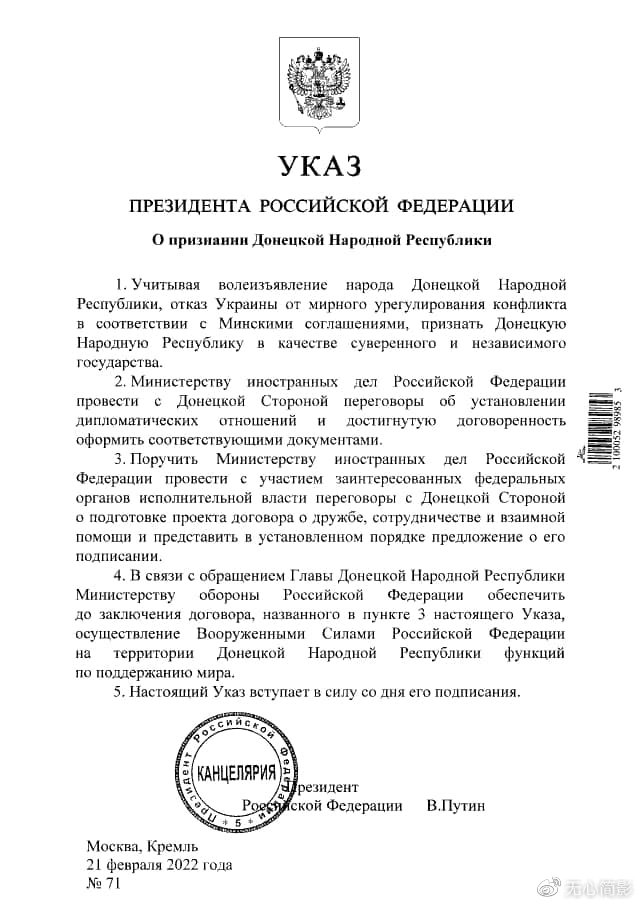 УКАЗ
ПРЕЗИДЕНТА РОССИЙСКОЙ ФЕДЕРАЦИИ
О признании Донецкой Народной Республики
1. Учитывая волеизъявление народа Донецкой Народной
Республики, отказ Украины от мирного урегулирования конфликта
в соответствии с Минскими соглашениями, признать Донецкую
Народную Республику в качестве суверенного и независимого
государства.
2. Министерству иностранных дел Российской Федерации
провести с Донецкой Стороной переговоры об установлении
дипломатических отношений и достигнутую договоренность
оформить соответствующими документами.
3. Поручить Министерству иностранных дел Российской
Федерации провести с участием заинтересованных федеральных
органов исполнительной власти переговоры с Донецкой Стороной
о подготовке проекта договора о дружбе, сотрудничестве и взаимной
помощи и представить в установленном порядке предложение о его
подписании.
4. В связи с обращением Главы Донецкой Народной Республики
Министерству обороны Российской Федерации обеспечить
до заключения договора, названного в пункте 3 настоящего Указа,
осуществление Вооруженными Силами Российской Федерации
на территории Донецкой Народной Республики функций
по поддержанию мира.
5. Настоящий Указ вступает в силу со дня его подписания.
Президент Российской Федерации
* 5 *
КАНЦЕЛЯРИЯ
Президент
Российской Федерации В.Путин
Москва, Кремль
21 февраля 2022 года
№ 71
2 100052 98985 3
无心简影